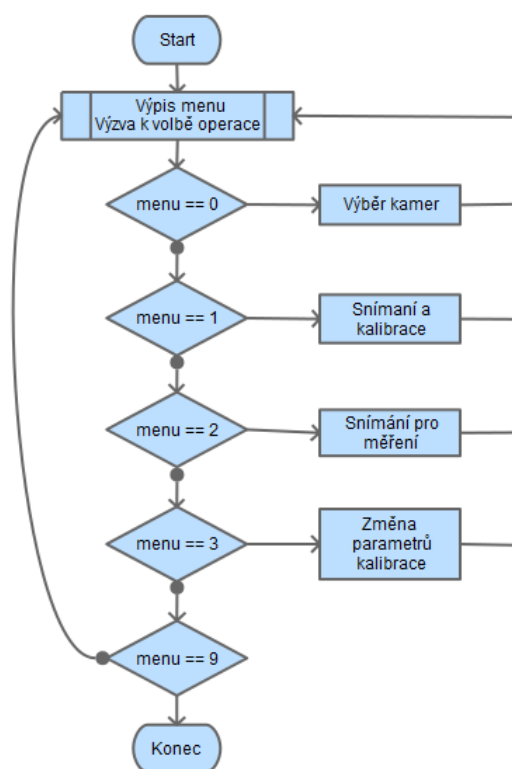 Start
Výpis menu
Výzva k volbě operace
menu == 0
Výběr kamer
menu == 1
Snímaní a
kalibrace
menu == 2
Snímání pro
měření
menu == 3
Změna
parametrů
kalibrace
menu == 9
Konec